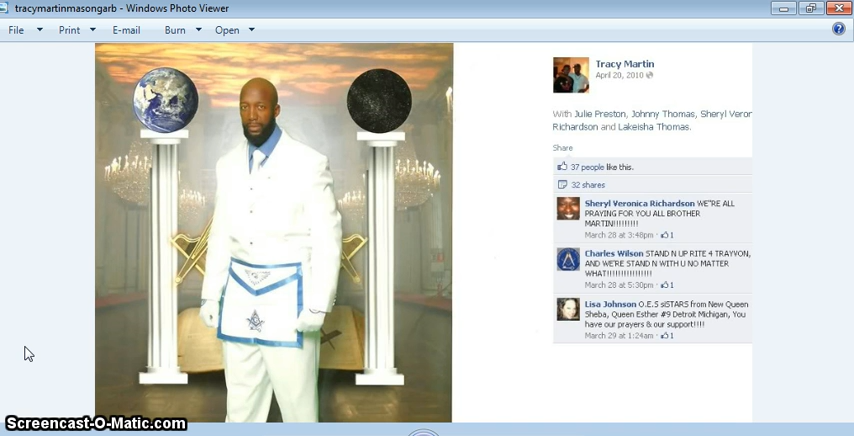 tracymartinmasongarb - Windows Photo Viewer
File Print E-mail Burn Open
Tracy Martin
April 20, 2010
With Julie Preston, Johnny Thomas, Sheryl Veron
Richardson and Lakeisha Thomas.
Share
37 people like this.
32 shares
Sheryl Veronica Richardson WE"RE ALL
PRAYING FOR YOU ALL BROTHER
MARTIN!!!!!!!!!
March 28 at 3:48pm · 1
Charles Wilson STAND N UP RITE 4 TRAYVON,
AND WE'RE STAND N WITH U NO MATTER
WHAT!!!!!!!!!!!!!!!!
March 28 at 5:30pm · 1
Lisa Johnson O.E.S siSTARS from New Queen
Sheba, Queen Esther #9 Detroit Michigan, You
have our prayers & our support!!!!
March 29 at 1:24am · 1
Screencast-O-Matic.com